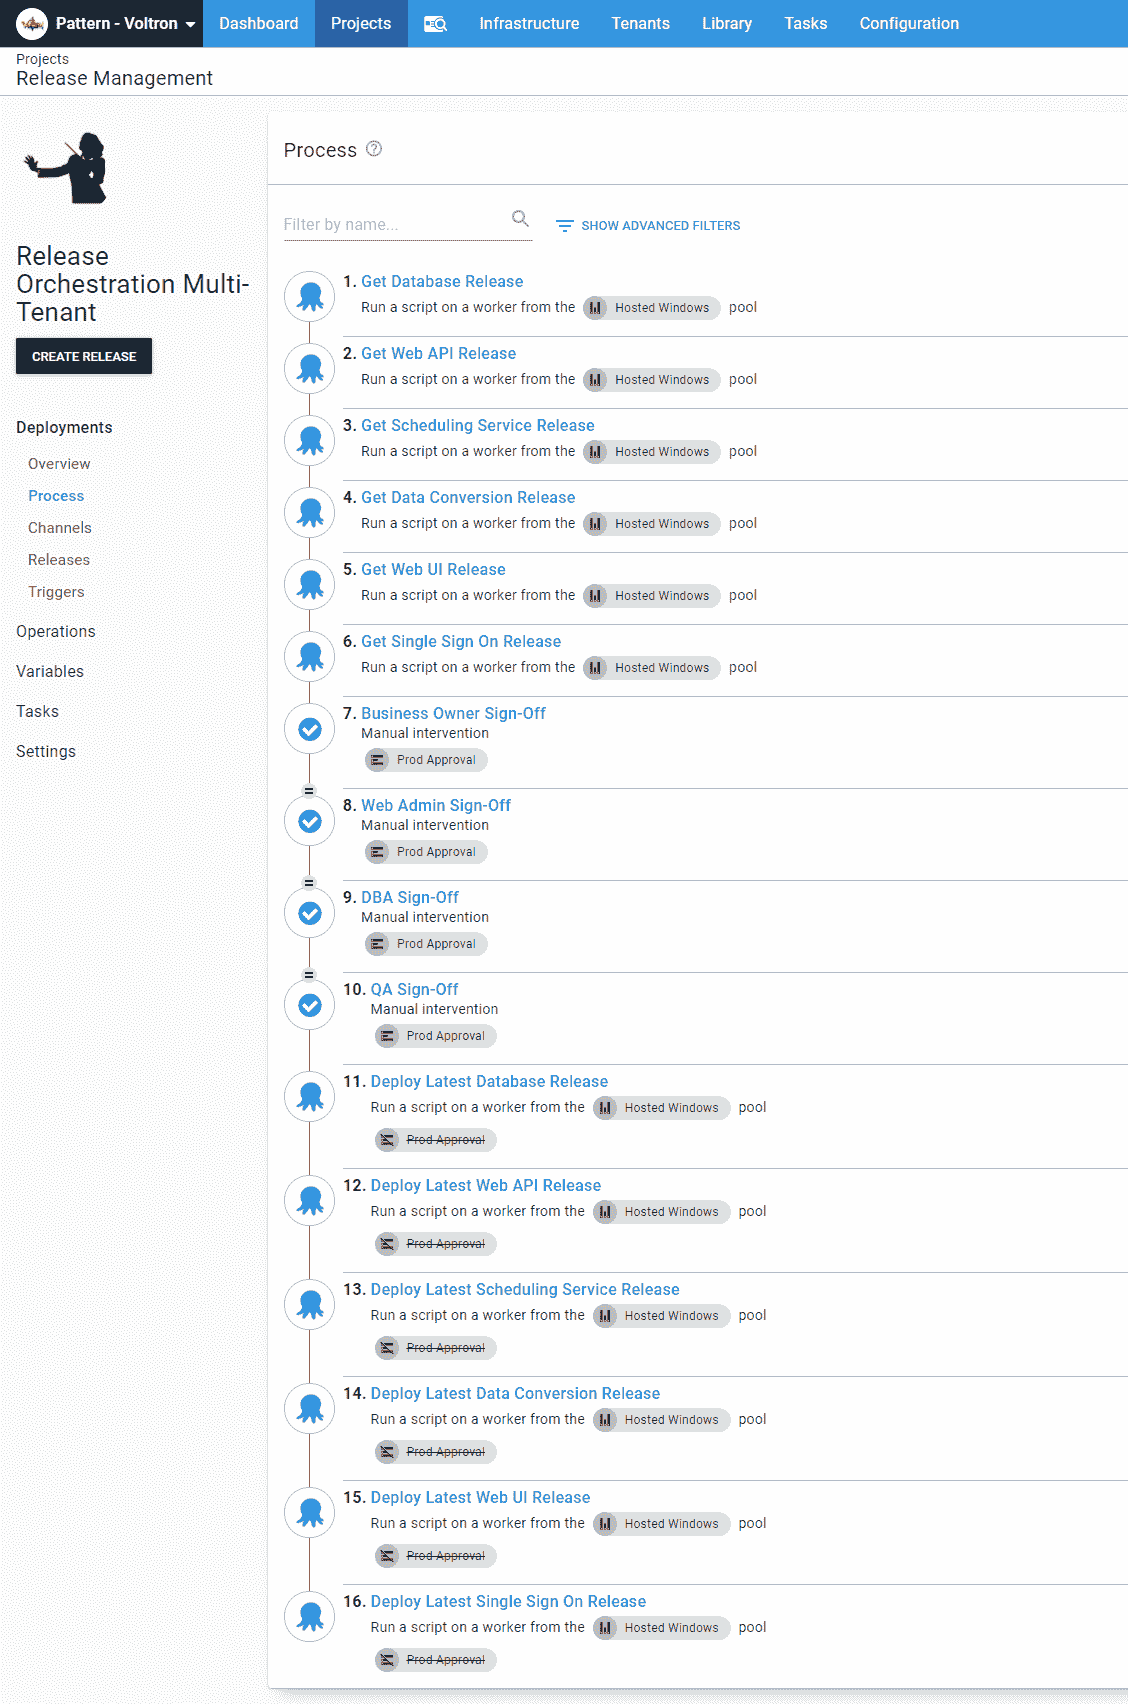 Pattern - Voltron
Dashboard
Projects
Infrastructure
Tenants
Library
Tasks
Configuration
Projects
Release Management
Release
Orchestration Multi-
Tenant
CREATE RELEASE
Deployments
Overview
Process
Channels
Releases
Triggers
Operations
Variables
Tasks
Settings
Process ?
Filter by name...
SHOW ADVANCED FILTERS
1. Get Database Release
Run a script on a worker from the Hosted Windows pool
2. Get Web API Release
Run a script on a worker from the Hosted Windows pool
3. Get Scheduling Service Release
Run a script on a worker from the Hosted Windows pool
4. Get Data Conversion Release
Run a script on a worker from the Hosted Windows pool
5. Get Web UI Release
Run a script on a worker from the Hosted Windows pool
6. Get Single Sign On Release
Run a script on a worker from the Hosted Windows pool
7. Business Owner Sign-Off
Manual intervention
Prod Approval
8. Web Admin Sign-Off
Manual intervention
Prod Approval
9. DBA Sign-Off
Manual intervention
Prod Approval
10. QA Sign-Off
Manual intervention
Prod Approval
11. Deploy Latest Database Release
Run a script on a worker from the Hosted Windows pool
Prod Approval
12. Deploy Latest Web API Release
Run a script on a worker from the Hosted Windows pool
Prod Approval
13. Deploy Latest Scheduling Service Release
Run a script on a worker from the Hosted Windows pool
Prod Approval
14. Deploy Latest Data Conversion Release
Run a script on a worker from the Hosted Windows pool
Prod Approval
15. Deploy Latest Web UI Release
Run a script on a worker from the Hosted Windows pool
Prod Approval
16. Deploy Latest Single Sign On Release
Run a script on a worker from the Hosted Windows pool
Prod Approval